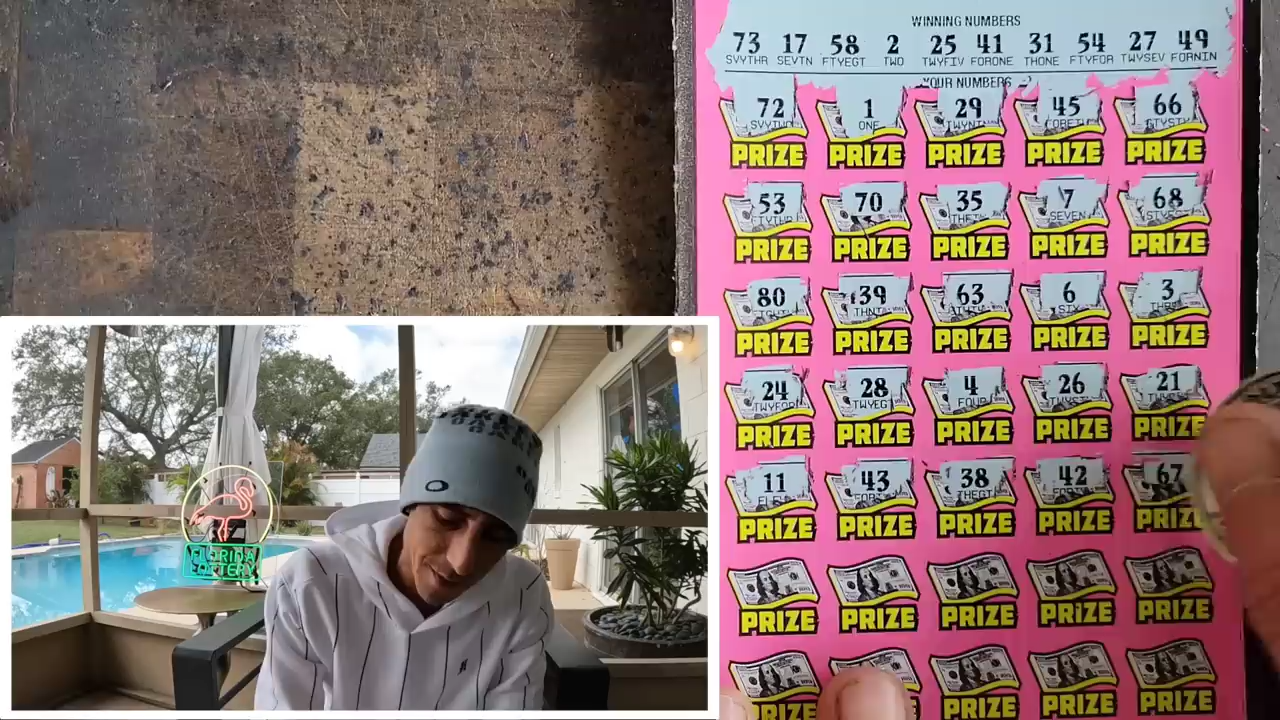 WINNING NUMBERS
73 17 58 2 25 41 31 54 27 49
SVYTHR SEVTN FTYEGT TWO TWYFIV FORONE THONE FTYFOR TWYSEV FORNIN
YOUR NUMBERS
72 1 29 45 66
ONE
PRIZE PRIZE PRIZE PRIZE PRIZE
53 70 35 7 68
SEVEN
PRIZE PRIZE PRIZE PRIZE PRIZE
80 39 63 6 3
PRIZE PRIZE PRIZE PRIZE PRIZE
24 28 4 26 21
TWYFOR TWYEGT FOUR
PRIZE PRIZE PRIZE PRIZE PRIZE
11 43 38 42 67
THEGT
PRIZE PRIZE PRIZE PRIZE PRIZE
PRIZE PRIZE PRIZE PRIZE PRIZE
PRIZE PRIZE PRIZE PRIZE
FLORIDA
LOTTERY